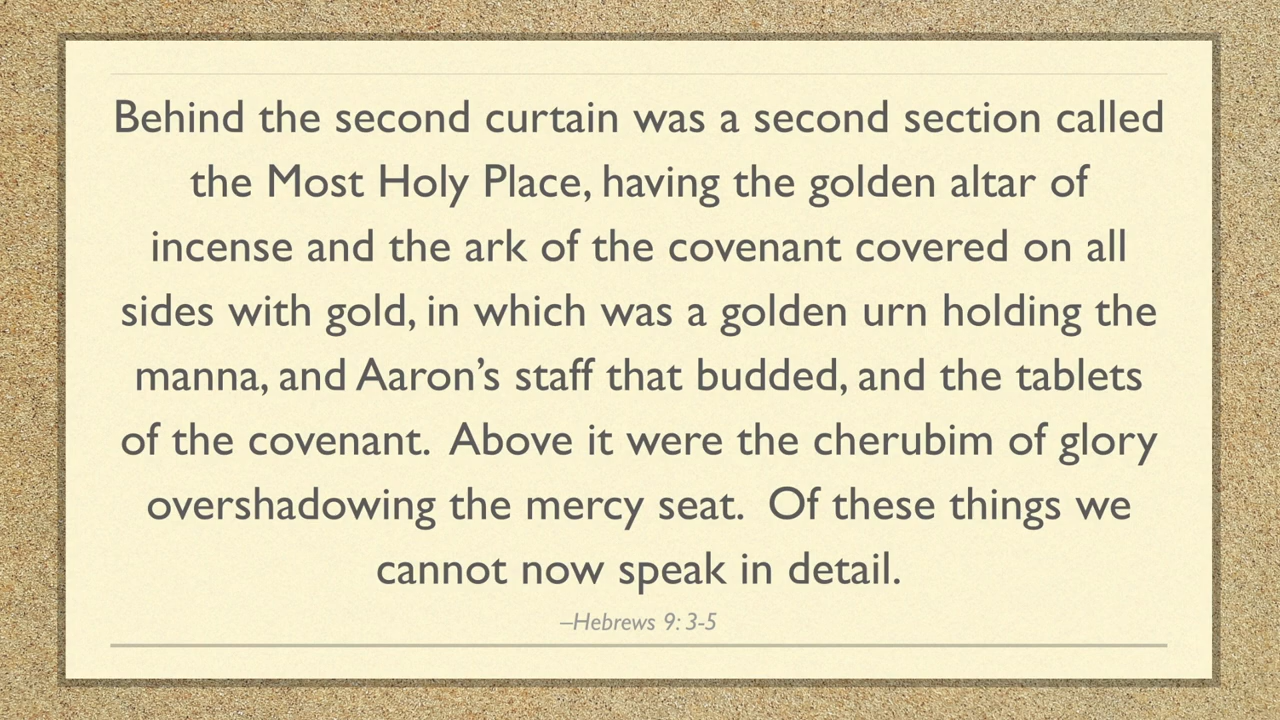 Behind the second curtain was a second section called
the Most Holy Place, having the golden altar of
incense and the ark of the covenant covered on all
sides with gold, in which was a golden urn holding the
manna, and Aaron’s staff that budded, and the tablets
of the covenant.  Above it were the cherubim of glory
overshadowing the mercy seat.  Of these things we
cannot now speak in detail.
–Hebrews 9: 3-5